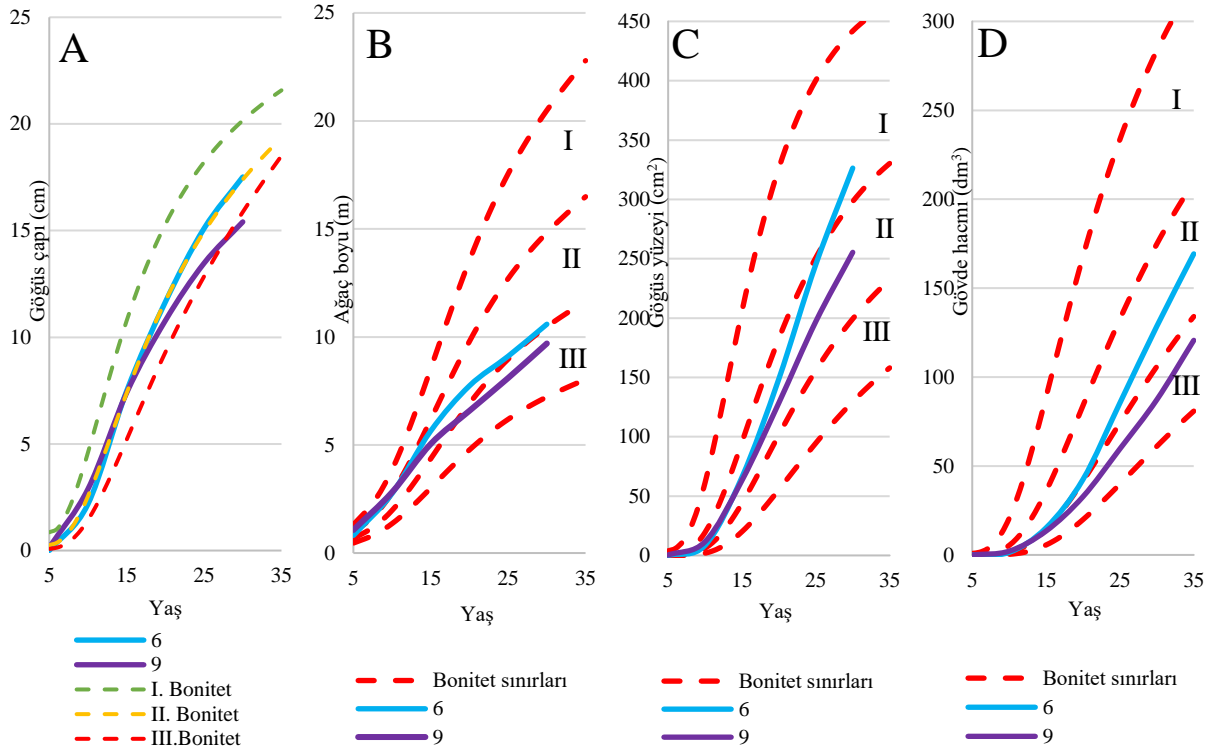 A
Göğüs çapı (cm)
25
20
15
10
5
0
5 15 25 35
Yaş
6
9
I. Bonitet
II. Bonitet
III.Bonitet
B
Ağaç boyu (m)
25
20
15
10
5
0
5 15 25 35
Yaş
I
II
III
Bonitet sınırları
6
9
C
Göğüs yüzeyi (cm²)
450
400
350
300
250
200
150
100
50
0
5 15 25 35
Yaş
I
II
III
Bonitet sınırları
6
9
D
Gövde hacmi (dm³)
300
250
200
150
100
50
0
5 15 25 35
Yaş
I
II
III
Bonitet sınırları
6
9